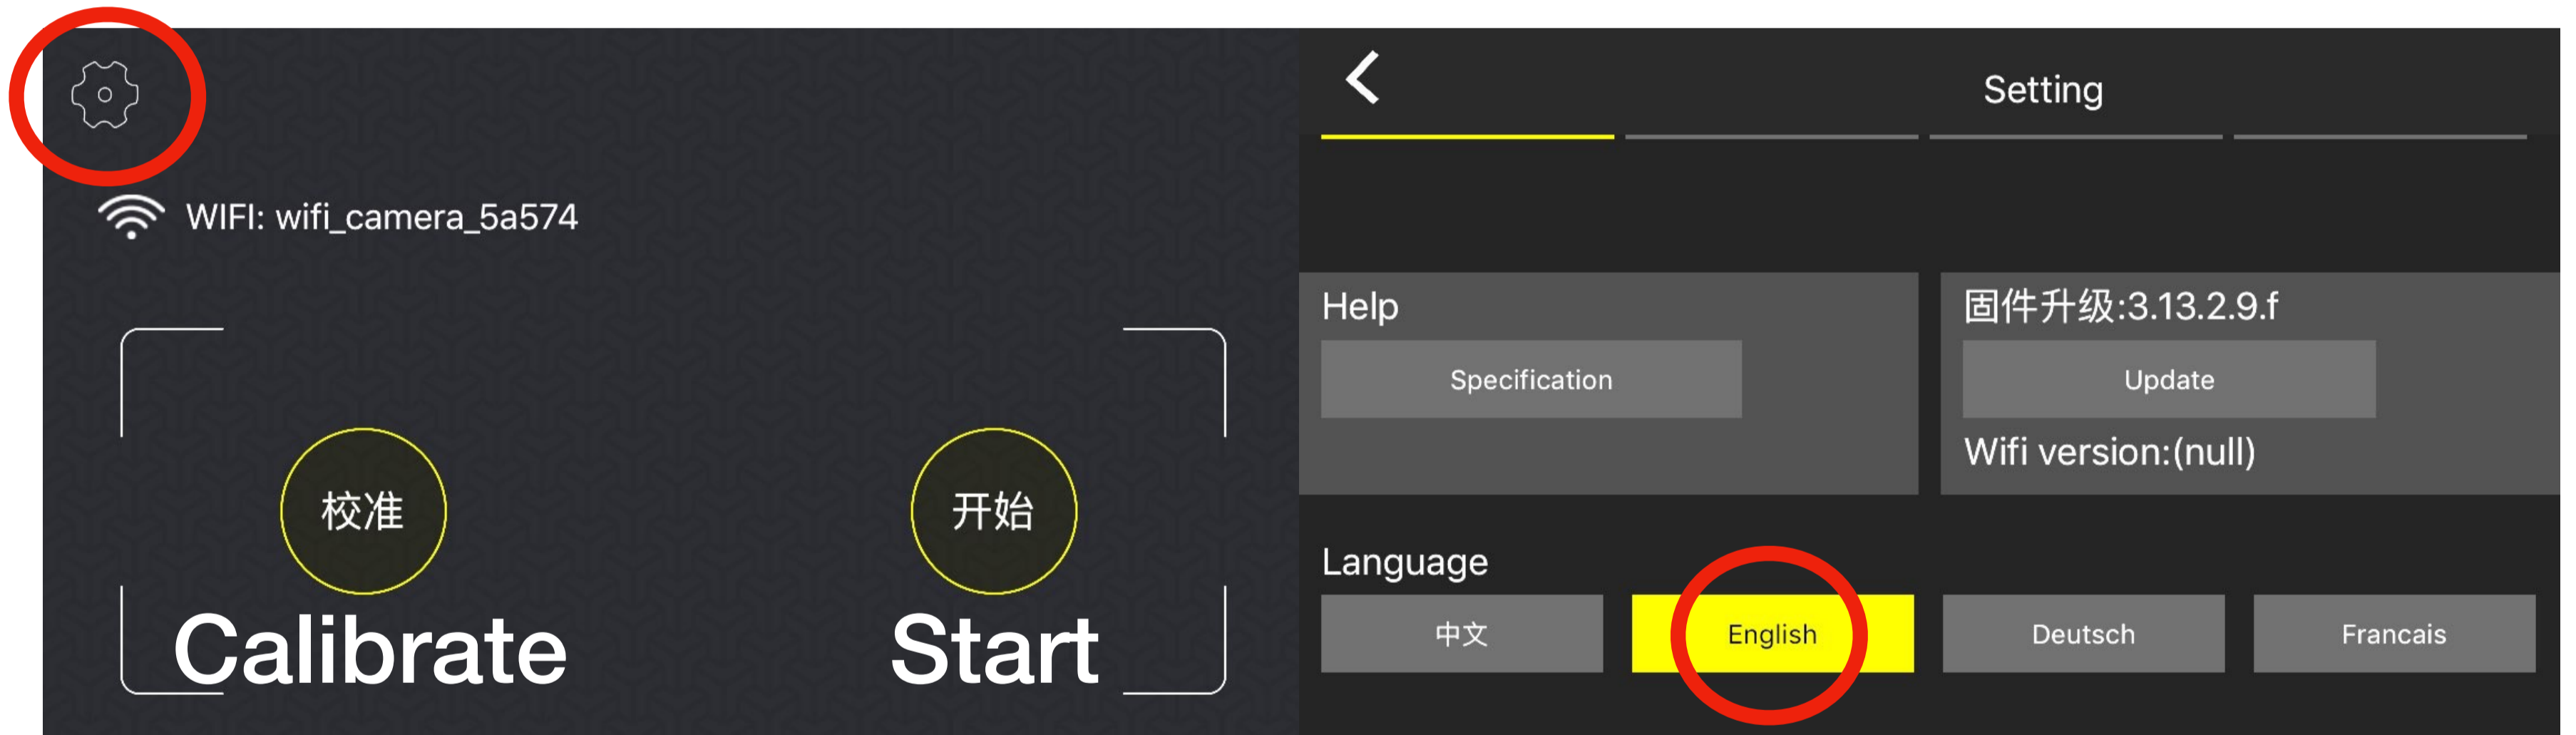 WIFI: wifi_camera_5a574
校准
开始
Calibrate
Start
Setting
Help
Specification
固件升级:3.13.2.9.f
Update
Wifi version:(null)
Language
中文
English
Deutsch
Francais